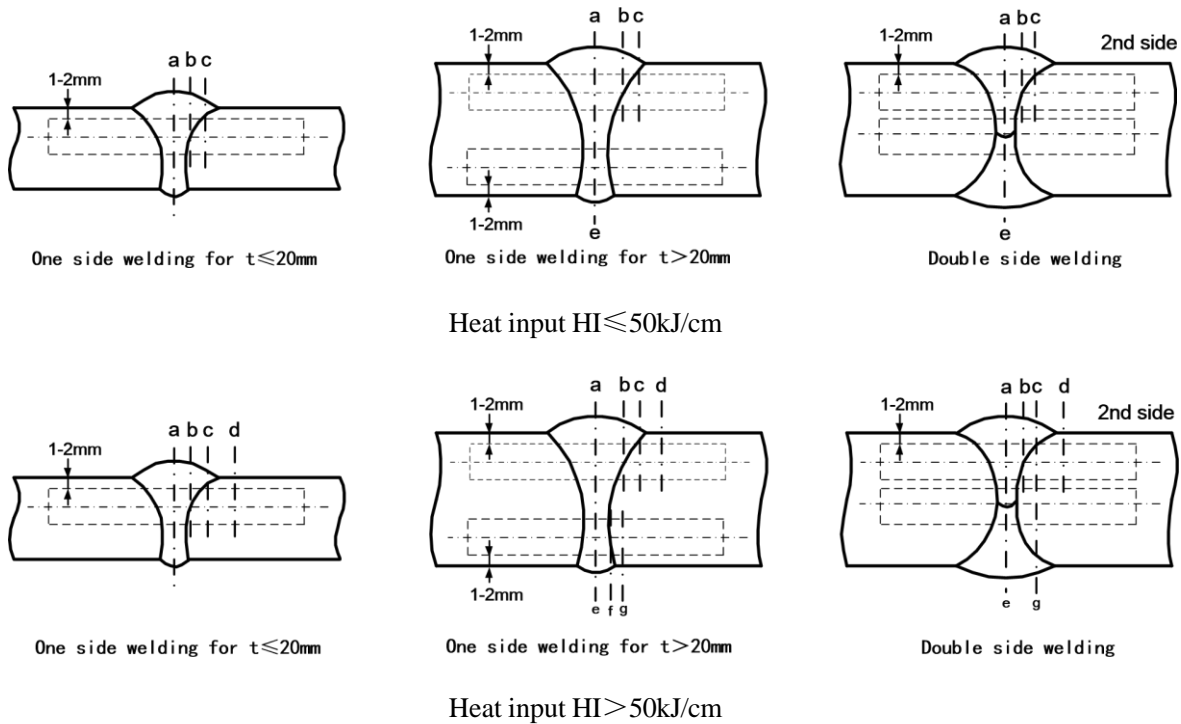 a b c
1-2mm
One side welding for t≤20mm
a b c
1-2mm
1-2mm
e
One side welding for t>20mm
a b c
1-2mm
2nd side
e
Double side welding
Heat input HI≤50kJ/cm
a b c d
1-2mm
One side welding for t≤20mm
a b c d
1-2mm
1-2mm
e f g
One side welding for t>20mm
a b c d
1-2mm
2nd side
e g
Double side welding
Heat input HI>50kJ/cm